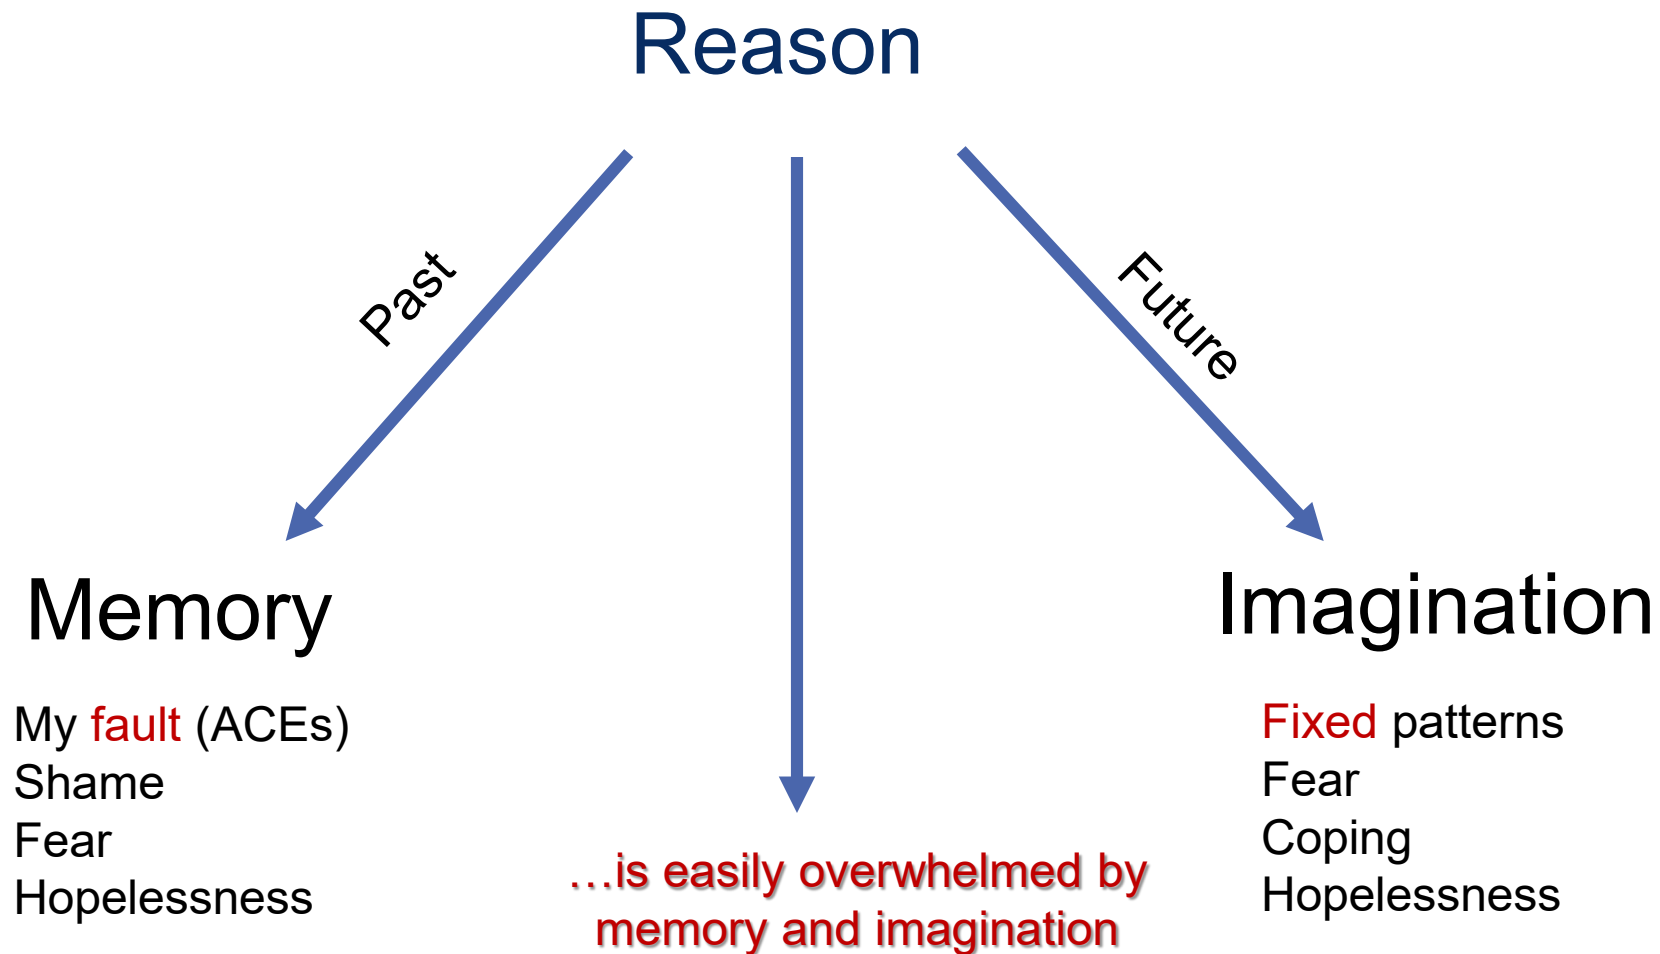 Reason
Past
Future
Memory
Imagination
My fault (ACEs)
Shame
Fear
Hopelessness
…is easily overwhelmed by
memory and imagination
Fixed patterns
Fear
Coping
Hopelessness